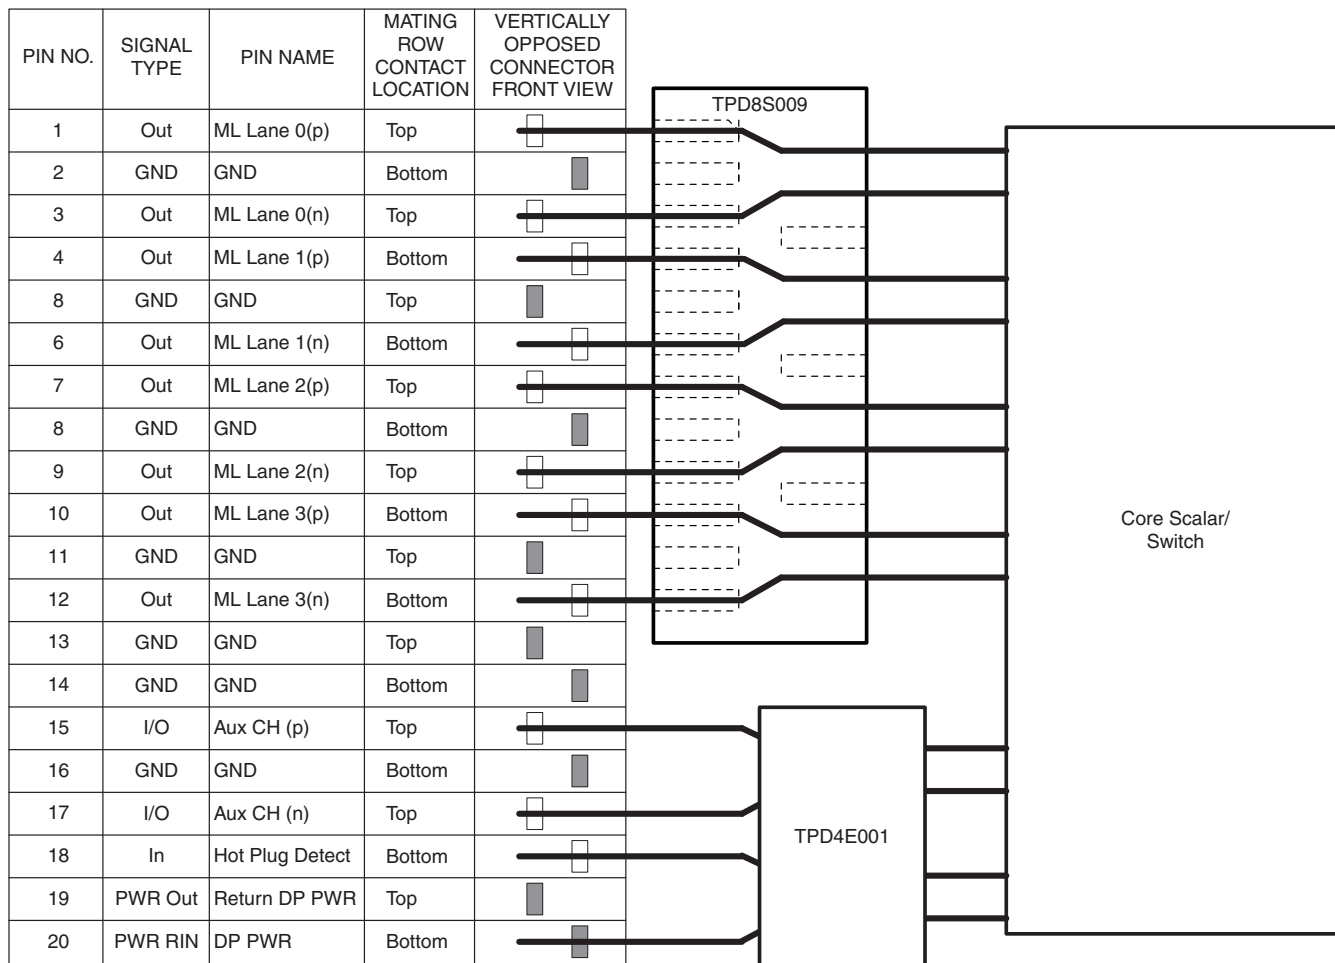 PIN NO. SIGNAL TYPE PIN NAME MATING ROW CONTACT LOCATION VERTICALLY OPPOSED CONNECTOR FRONT VIEW
TPD8S009
1 Out ML Lane 0(p) Top
2 GND GND Bottom
3 Out ML Lane 0(n) Top
4 Out ML Lane 1(p) Bottom
8 GND GND Top
6 Out ML Lane 1(n) Bottom
7 Out ML Lane 2(p) Top
8 GND GND Bottom
9 Out ML Lane 2(n) Top
10 Out ML Lane 3(p) Bottom
11 GND GND Top
12 Out ML Lane 3(n) Bottom
13 GND GND Top
14 GND GND Bottom
15 I/O Aux CH (p) Top
16 GND GND Bottom
17 I/O Aux CH (n) Top
18 In Hot Plug Detect Bottom
19 PWR Out Return DP PWR Top
20 PWR RIN DP PWR Bottom
Core Scalar/
Switch
TPD4E001